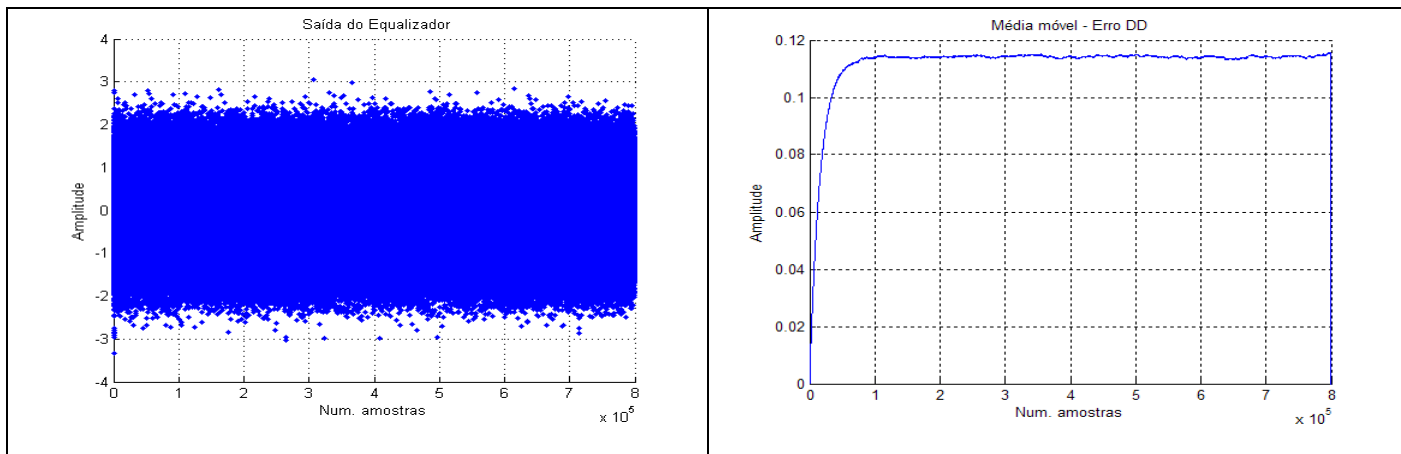 Saída do Equalizador
4
3
2
1
0
-1
-2
-3
-4
Amplitude
0 1 2 3 4 5 6 7 8
Num. amostras
x 10^5
Média móvel - Erro DD
0.12
0.1
0.08
0.06
0.04
0.02
0
Amplitude
0 1 2 3 4 5 6 7 8
Num. amostras
x 10^5